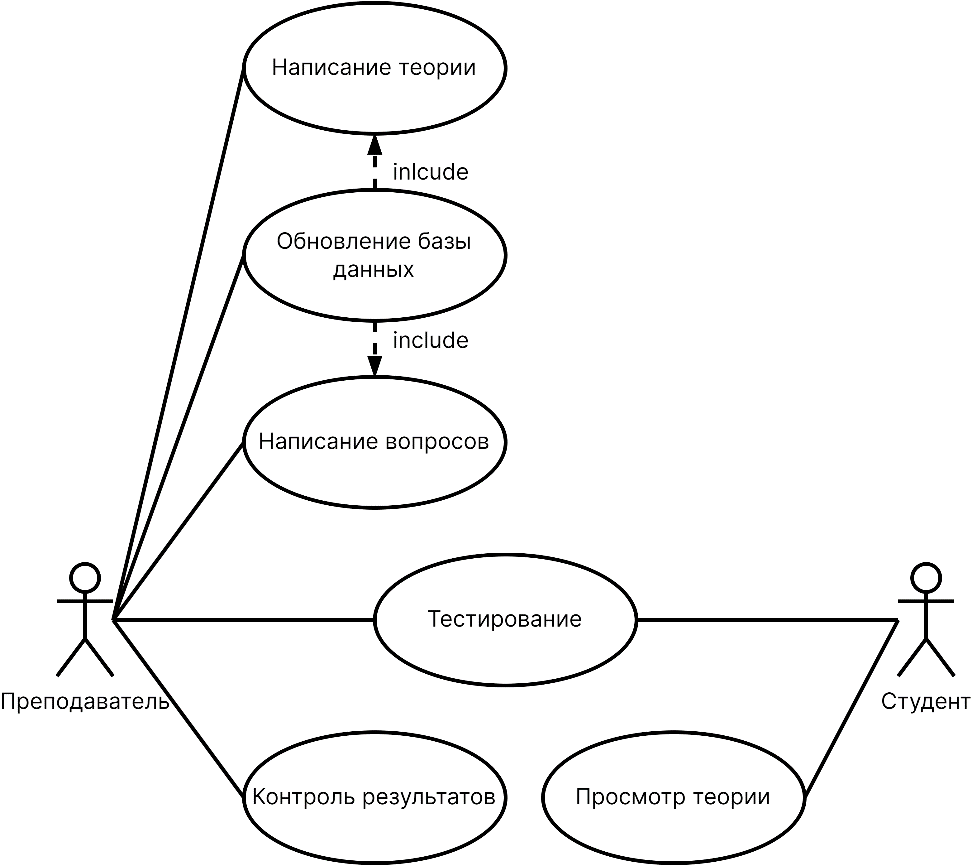 Написание теории
inlcude
Обновление базы
данных
include
Написание вопросов
Тестирование
Преподаватель
Студент
Контроль результатов
Просмотр теории